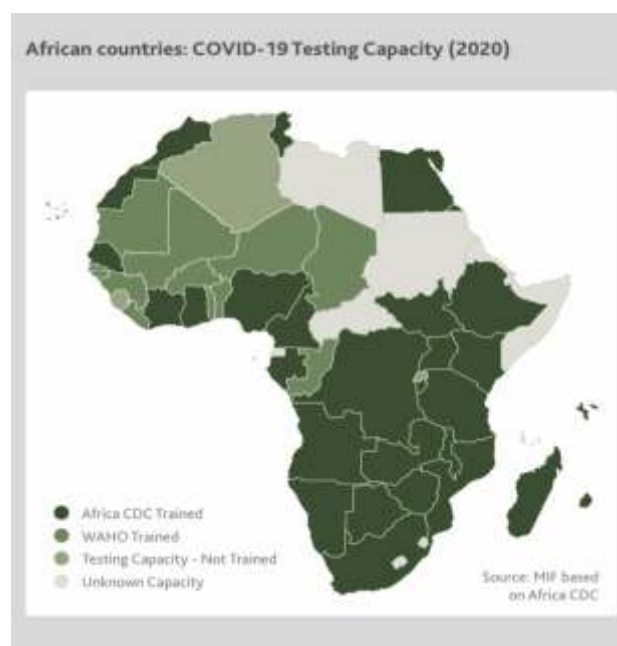 African countries: COVID-19 Testing Capacity (2020)
Africa CDC Trained
WAHO Trained
Testing Capacity - Not Trained
Unknown Capacity
Source: MIF based
on Africa CDC